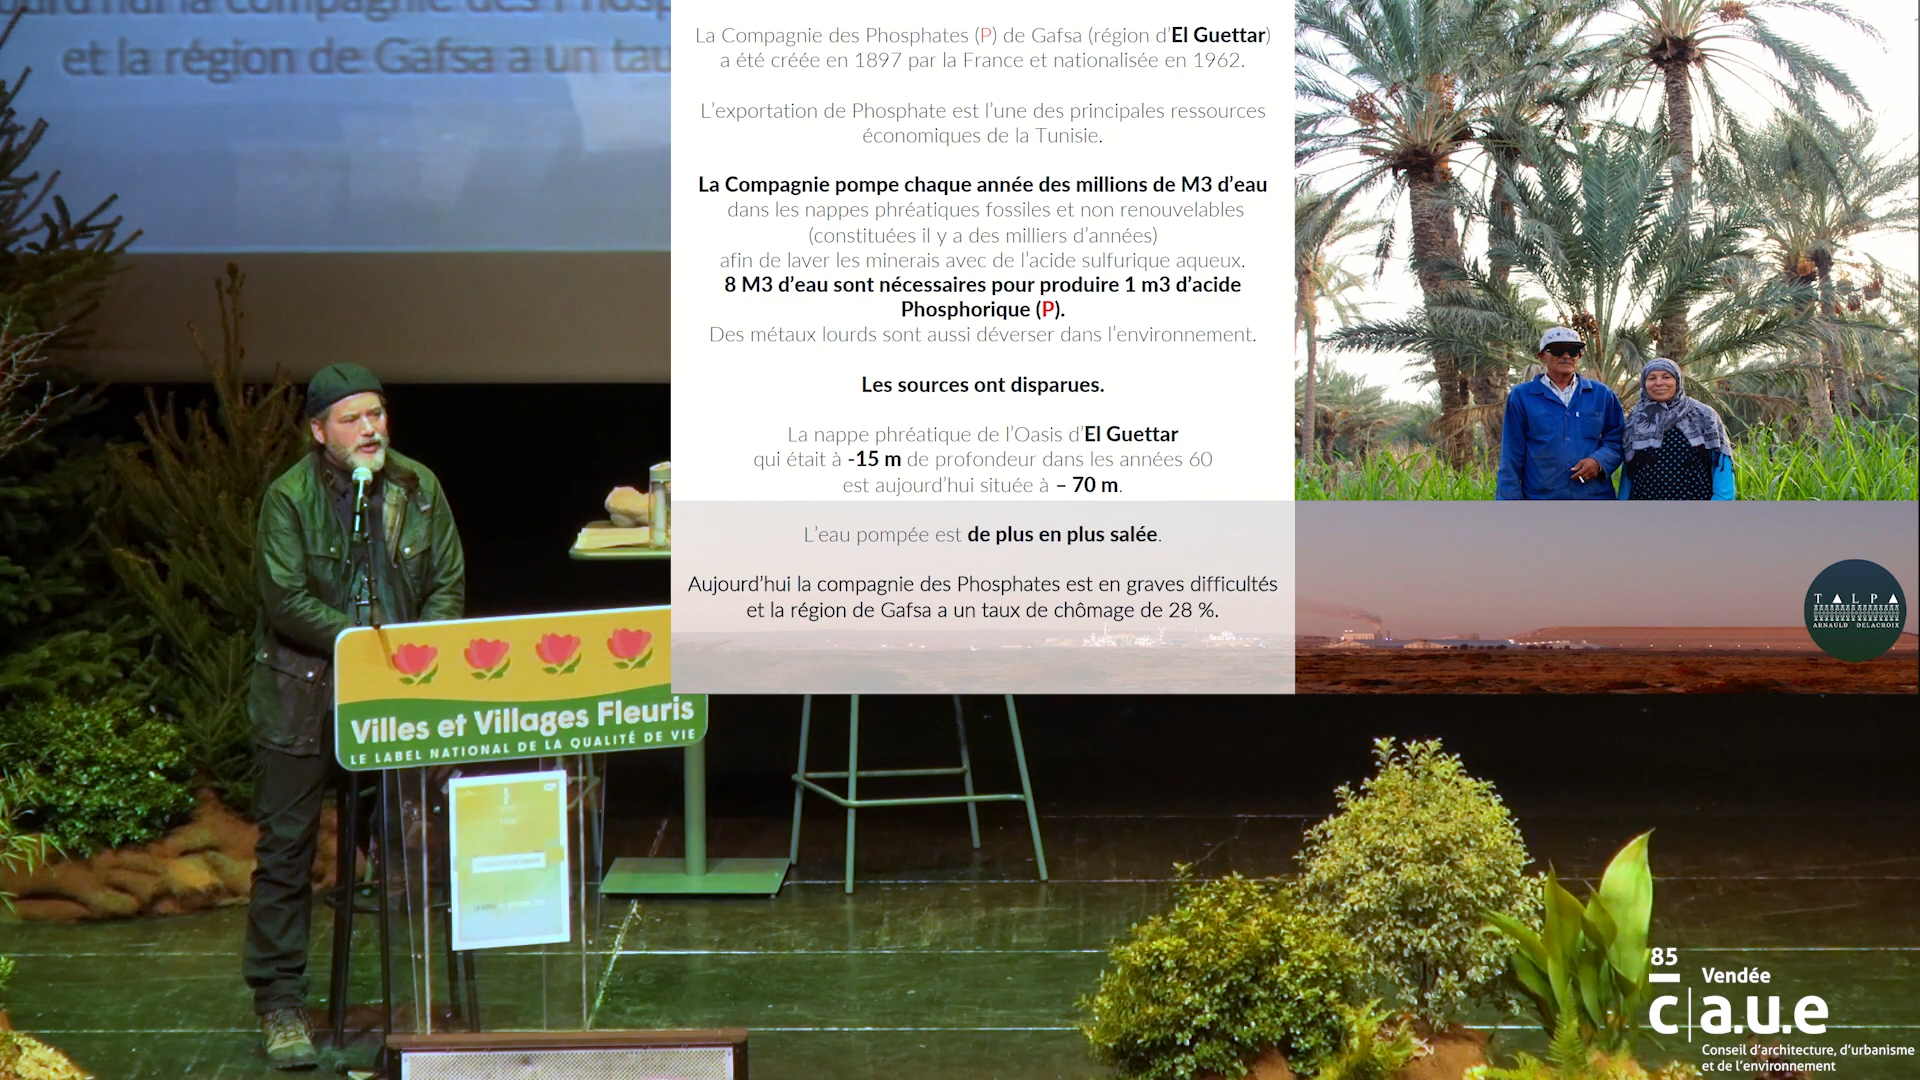 et la région de Gafsa a un tau
La Compagnie des Phosphates (P) de Gafsa (région d'El Guettar)
a été créée en 1897 par la France et nationalisée en 1962.
L'exportation de Phosphate est l'une des principales ressources
économiques de la Tunisie.
La Compagnie pompe chaque année des millions de M3 d'eau
dans les nappes phréatiques fossiles et non renouvelables
(constituées il y a des milliers d'années)
afin de laver les minerais avec de l'acide sulfurique aqueux.
8 M3 d'eau sont nécessaires pour produire 1 m3 d'acide
Phosphorique (P).
Des métaux lourds sont aussi déverser dans l'environnement.
Les sources ont disparues.
La nappe phréatique de l'Oasis d'El Guettar
qui était à -15 m de profondeur dans les années 60
est aujourd'hui située à – 70 m.
L'eau pompée est de plus en plus salée.
Aujourd'hui la compagnie des Phosphates est en graves difficultés
et la région de Gafsa a un taux de chômage de 28 %.
TALPA
ARNAULD DELACROIX
Villes et Villages Fleuris
LE LABEL NATIONAL DE LA QUALITÉ DE VIE
85
Vendée
c|a.u.e
Conseil d'architecture, d'urbanisme
et de l'environnement